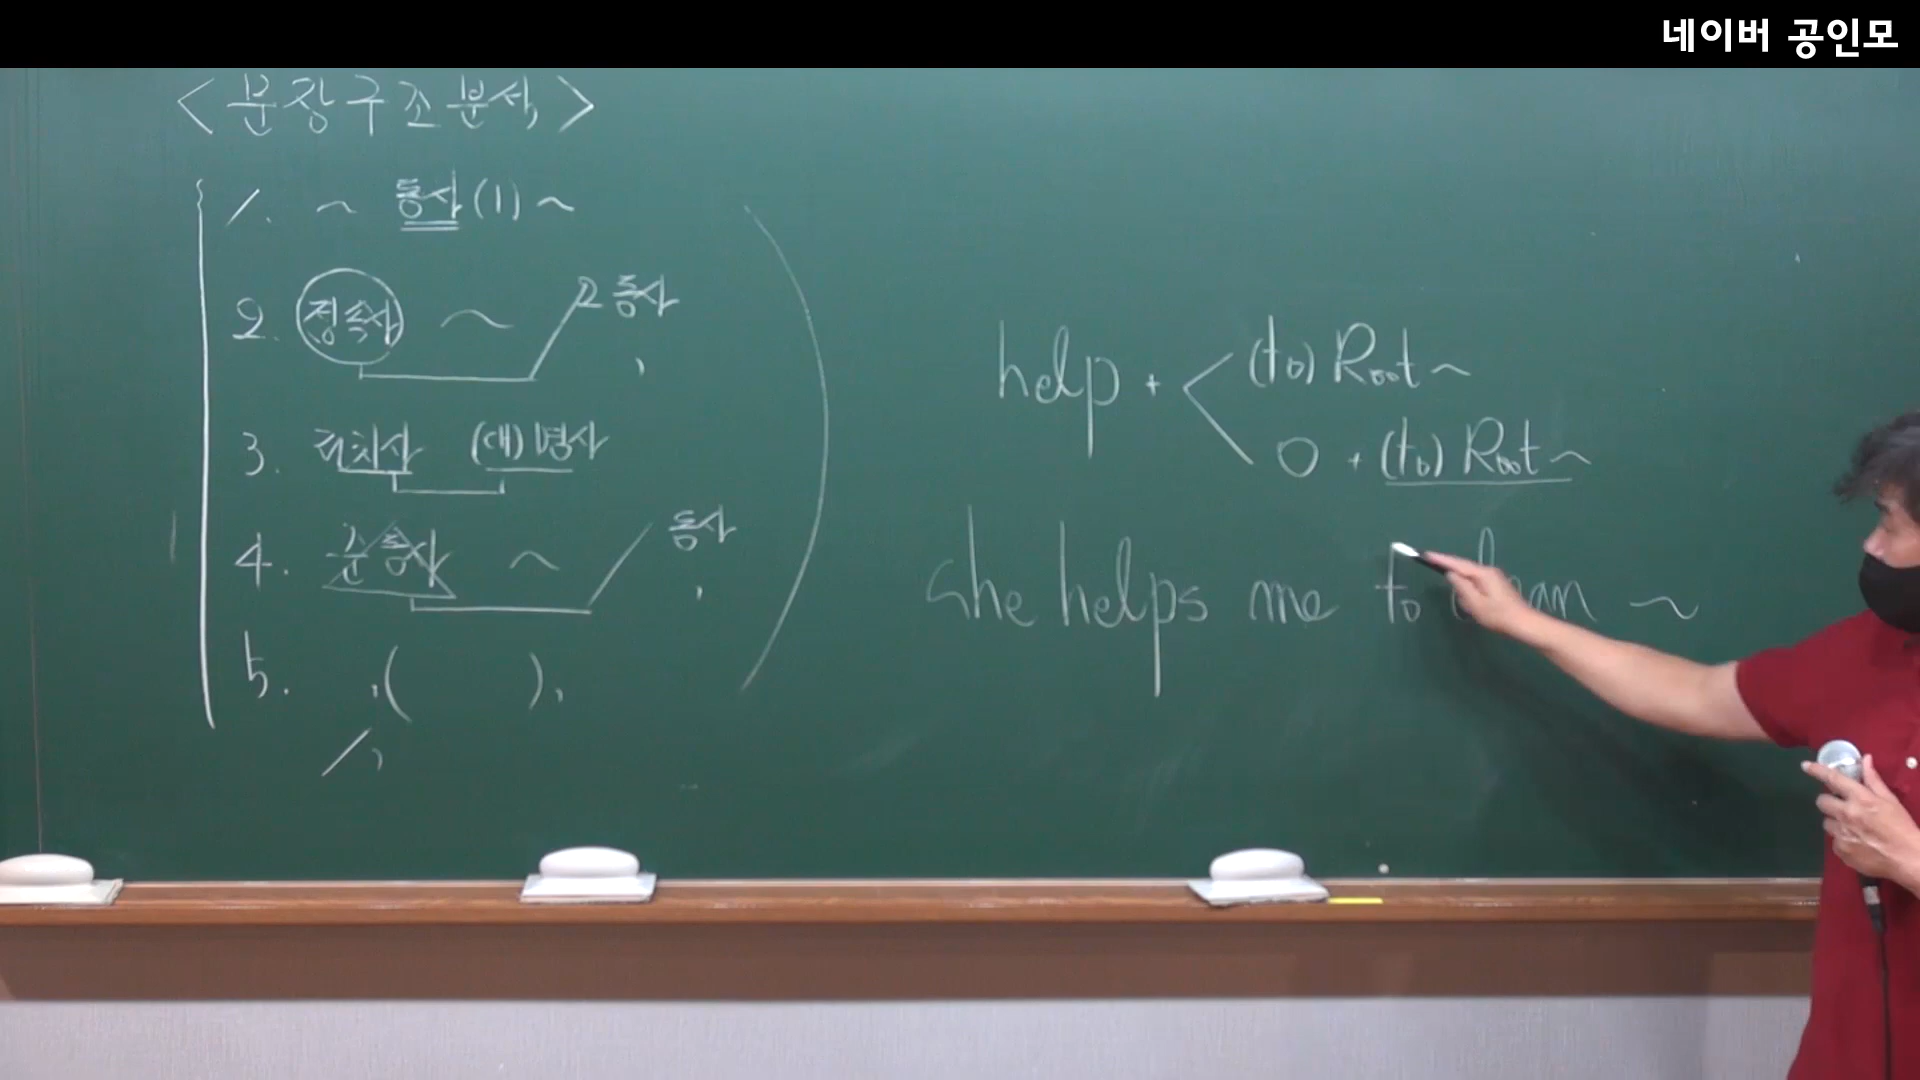 네이버 공인모
<문장구조분석>
1. ~ 동사(1) ~
2. 정속사 ~ / 2동사 ,
3. 전치사 (대)명사
4. 준동사 ~ / 동사 ,
5. ,( ),
/,
help + < (to) Root ~
O + (to) Root ~
she helps me to clean ~